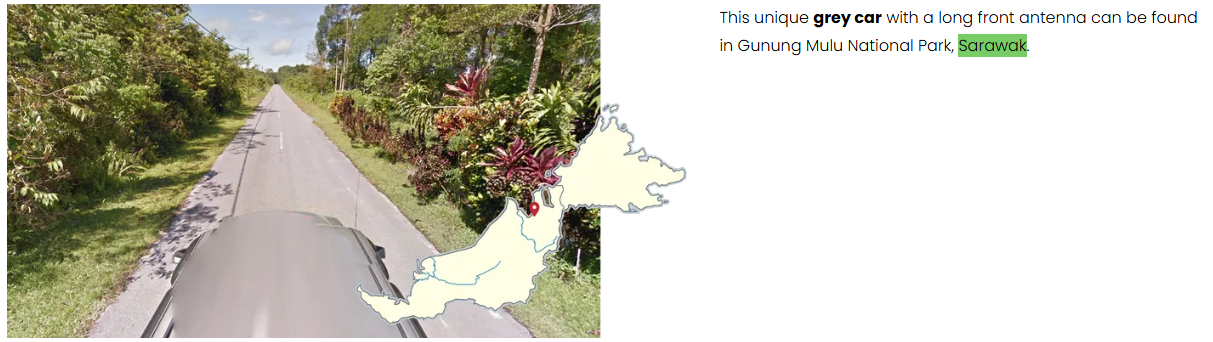 This unique grey car with a long front antenna can be found
in Gunung Mulu National Park, Sarawak.